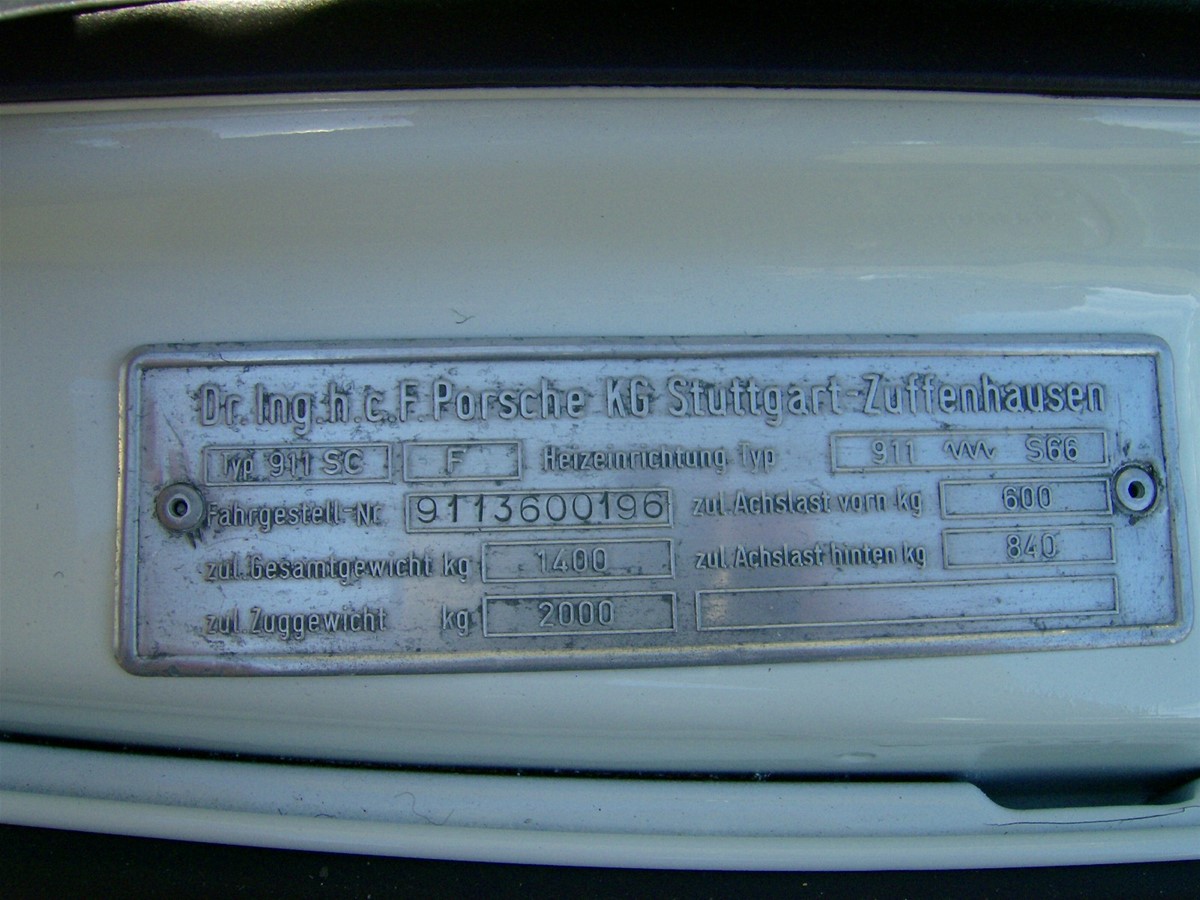 Dr. Ing. h. c. F. Porsche KG Stuttgart-Zuffenhausen
Typ 911 SC F Heizeinrichtung Typ 911 S66
Fahrgestell-Nr. 9113600196 zul. Achslast vorn kg 600
zul. Gesamtgewicht kg 1400 zul. Achslast hinten kg 840
zul. Zuggewicht kg 2000